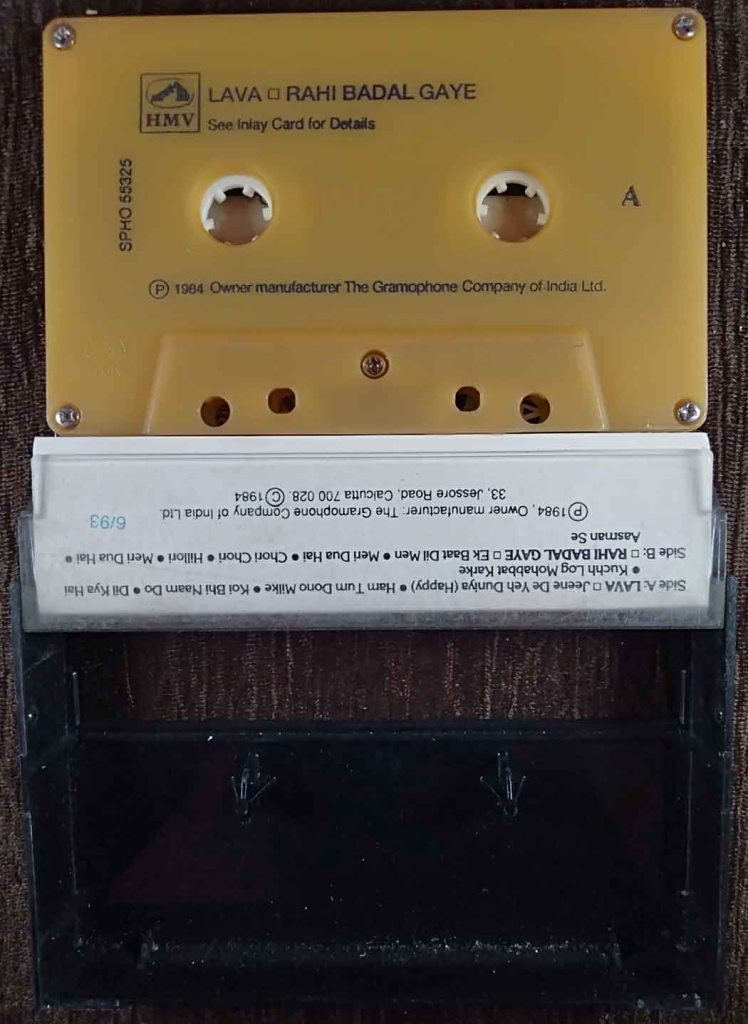 LAVA □ RAHI BADAL GAYE
HMV
See Inlay Card for Details
SPHO 55325
A
Ⓟ 1984 Owner manufacturer The Gramophone Company of India Ltd.
Side A: LAVA □ Jeene De Yeh Duniya (Happy) • Ham Tum Dono Milke • Koi Bhi Naam Do • Dil Kya Hai
• Kuchh Log Mohabbat Karke
Side B: □ RAHI BADAL GAYE □ Ek Baat Dil Men • Meri Dua Hai • Chori Chori • Hillori • Meri Dua Hai •
Aasman Se
Ⓟ1984, Owner manufacturer: The Gramophone Company of India Ltd.
33, Jessore Road, Calcutta 700 028. Ⓒ1984
6/93